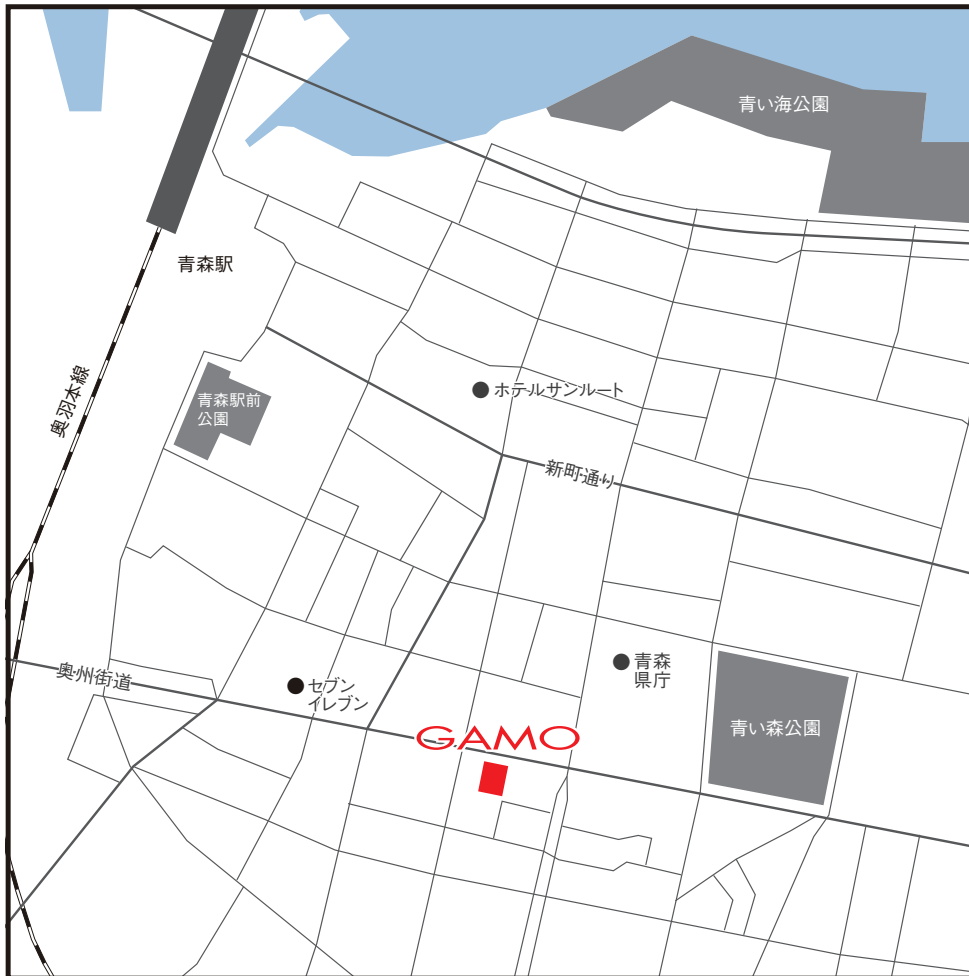 青い海公園
青森駅
奥羽本線
青森駅前
公園
ホテルサンルート
新町通り
青森
県庁
奥州街道
セブン
イレブン
GAMO
青い森公園